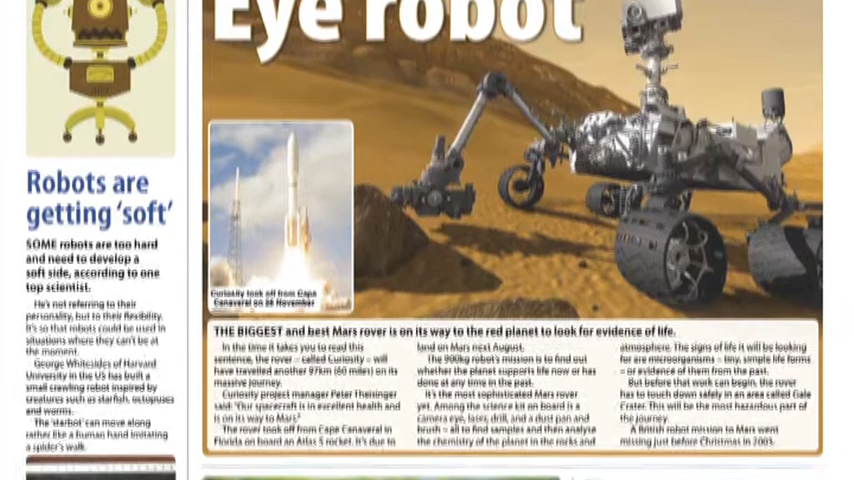 Eye robot
Robots are
getting 'soft'
SOME robots are too hard
and need to develop a
soft side, according to one
top scientist.
He's not referring to their
personality, but to their flexibility.
It's so that robots could be used in
situations where they can't be at
the moment.
George Whitesides of Harvard
University in the US has built a
small crawling robot inspired by
creatures such as starfish, octopuses
and worms.
The 'starbot' can move along
rather like a human hand imitating
a spider's walk.
Curiosity took off from Cape
Canaveral on 26 November
THE BIGGEST and best Mars rover is on its way to the red planet to look for evidence of life.
In the time it takes you to read this
sentence, the rover – called Curiosity – will
have travelled another 97km (60 miles) on its
massive journey.
Curiosity project manager Peter Theisinger
said: "Our spacecraft is in excellent health and
is on its way to Mars."
The rover took off from Cape Canaveral in
Florida on board an Atlas 5 rocket. It's due to
land on Mars next August.
The 900kg robot's mission is to find out
whether the planet supports life now or has
done at any time in the past.
It's the most sophisticated Mars rover
yet. Among the science kit on board is a
camera eye, laser, drill, and a dust pan and
brush – all to find samples and then analyse
the chemistry of the planet in the rocks and
atmosphere. The signs of life it will be looking
for are microorganisms – tiny, simple life forms
– or evidence of them from the past.
But before that work can begin, the rover
has to touch down safely in an area called Gale
Crater. This will be the most hazardous part of
the journey.
A British robot mission to Mars went
missing just before Christmas in 2003.